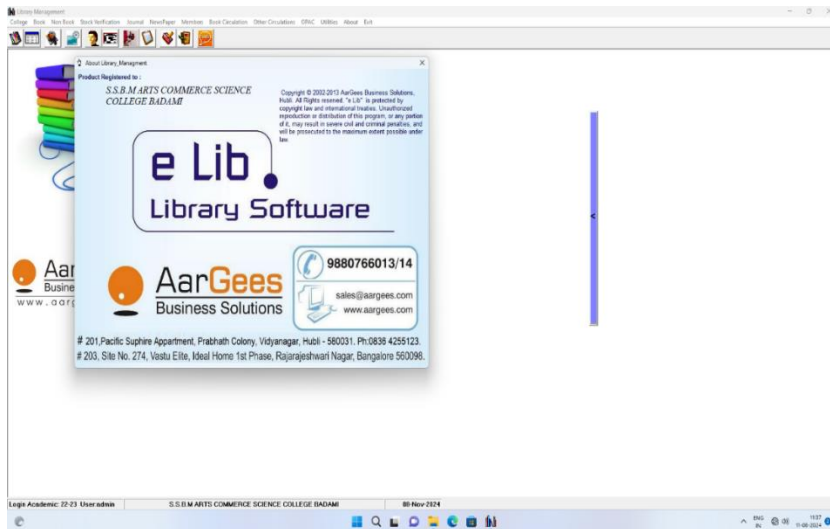 Library Management
College Book Non Book Stock Verification Journal NewsPaper Members Book Circulation Other Circulations OPAC Utilities About Exit
About Library_Managment
Product Registered to :
S.S.B.M ARTS COMMERCE SCIENCE
COLLEGE BADAMI
Copyright © 2002-2013 AarGees Business Solutions,
Hubli. All Rights reserved. "e Lib" is protected by
copyright law and international treaties. Unauthorized
reproduction or distribution of this program, or any portion
of it, may result in severe civil and criminal penalties, and
will be prosecuted to the maximum extent possible under
law.
e Lib
Library Software
AarGees
Business Solutions
9880766013/14
sales@aargees.com
www.aargees.com
# 201,Pacific Suphire Appartment, Prabhath Colony, Vidyanagar, Hubli - 580031. Ph:0836 4255123.
# 203, Site No. 274, Vastu Elite, Ideal Home 1st Phase, Rajarajeshwari Nagar, Bangalore 560098.
Aar
Busine
www.aarg
<
Login Academic: 22-23 User:admin S.S.B.M ARTS COMMERCE SCIENCE COLLEGE BADAMI 08-Nov-2024
ENG
IN